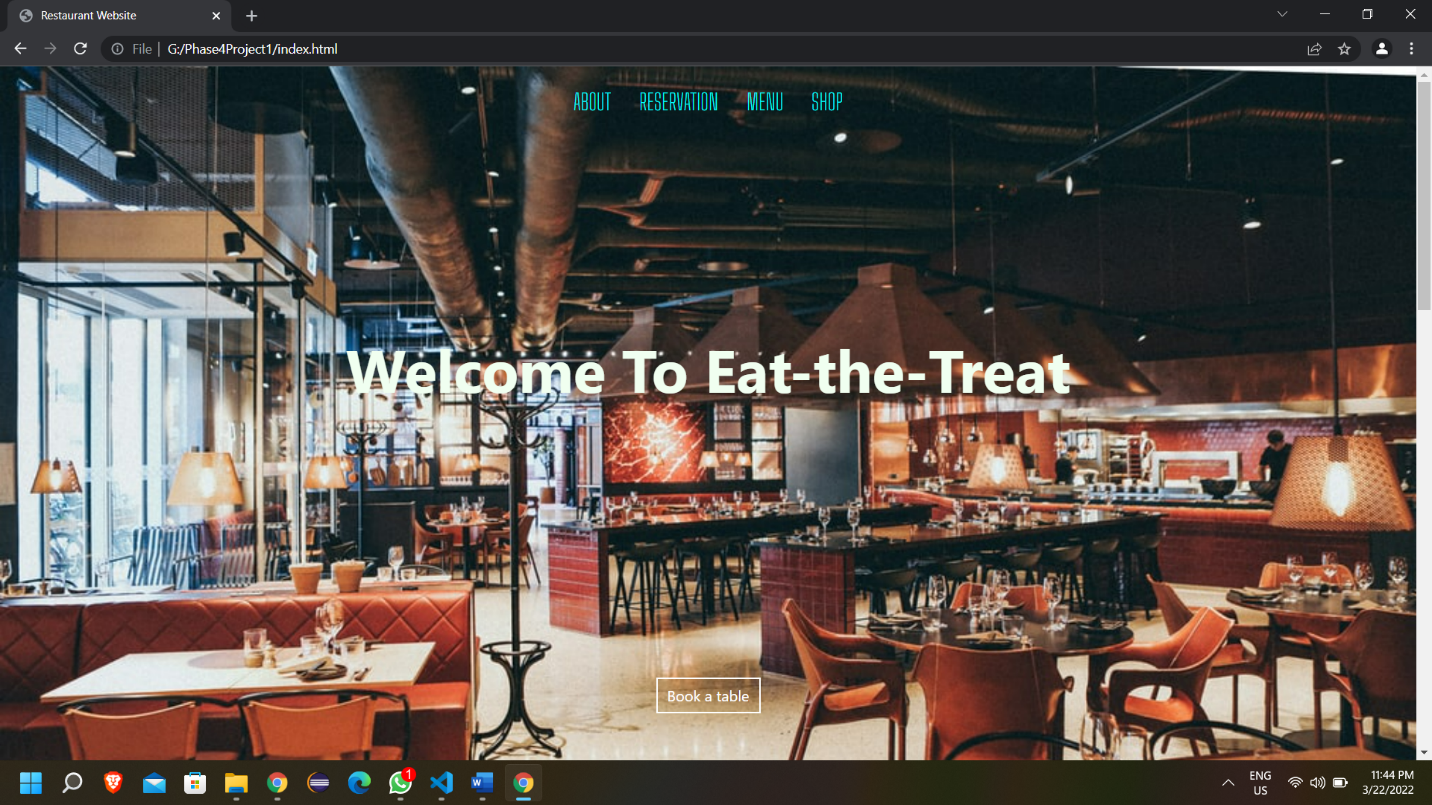 Restaurant Website
File | G:/Phase4Project1/index.html
ABOUT RESERVATION MENU SHOP
Welcome To Eat-the-Treat
Book a table
1
W
ENG
US
11:44 PM
3/22/2022